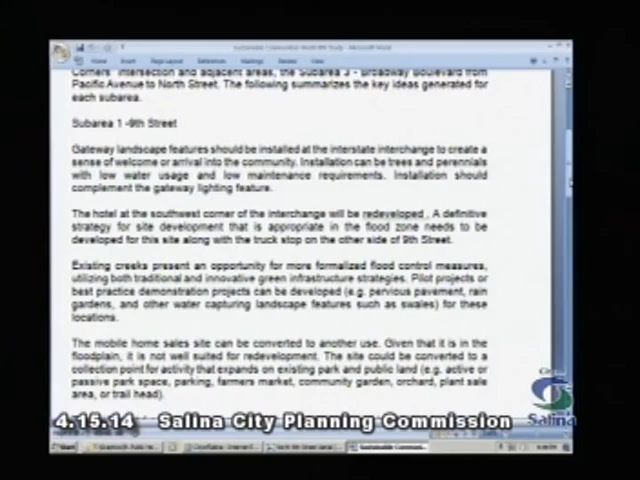 Home Insert Page Layout References Mailings Review View
Corners' intersection and adjacent areas, the Subarea 3 - Broadway Boulevard from
Pacific Avenue to North Street. The following summarizes the key ideas generated for
each subarea.
Subarea 1 -9th Street
Gateway landscape features should be installed at the interstate interchange to create a
sense of welcome or arrival into the community. Installation can be trees and perennials
with low water usage and low maintenance requirements. Installation should
complement the gateway lighting feature.
The hotel at the southwest corner of the interchange will be redeveloped . A definitive
strategy for site development that is appropriate in the flood zone needs to be
developed for this site along with the truck stop on the other side of 9th Street.
Existing creeks present an opportunity for more formalized flood control measures,
utilizing both traditional and innovative green infrastructure strategies. Pilot projects or
best practice demonstration projects can be developed (e.g. pervious pavement, rain
gardens, and other water capturing landscape features such as swales) for these
locations.
The mobile home sales site can be converted to another use. Given that it is in the
floodplain, it is not well suited for redevelopment. The site could be converted to a
collection point for activity that expands on existing park and public land (e.g. active or
passive park space, parking, farmers market, community garden, orchard, plant sale
area, or trail head).
City of
Salina
4.15.14 Salina City Planning Commission